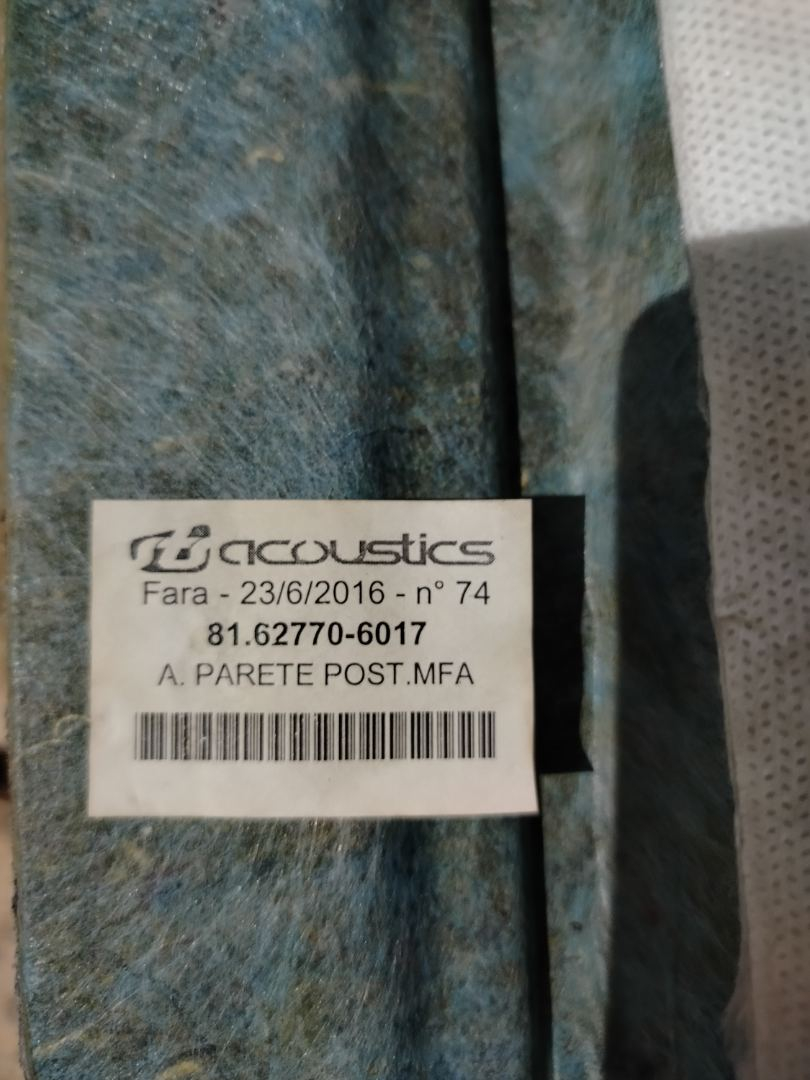 acoustics
Fara - 23/6/2016 - n° 74
81.62770-6017
A. PARETE POST.MFA